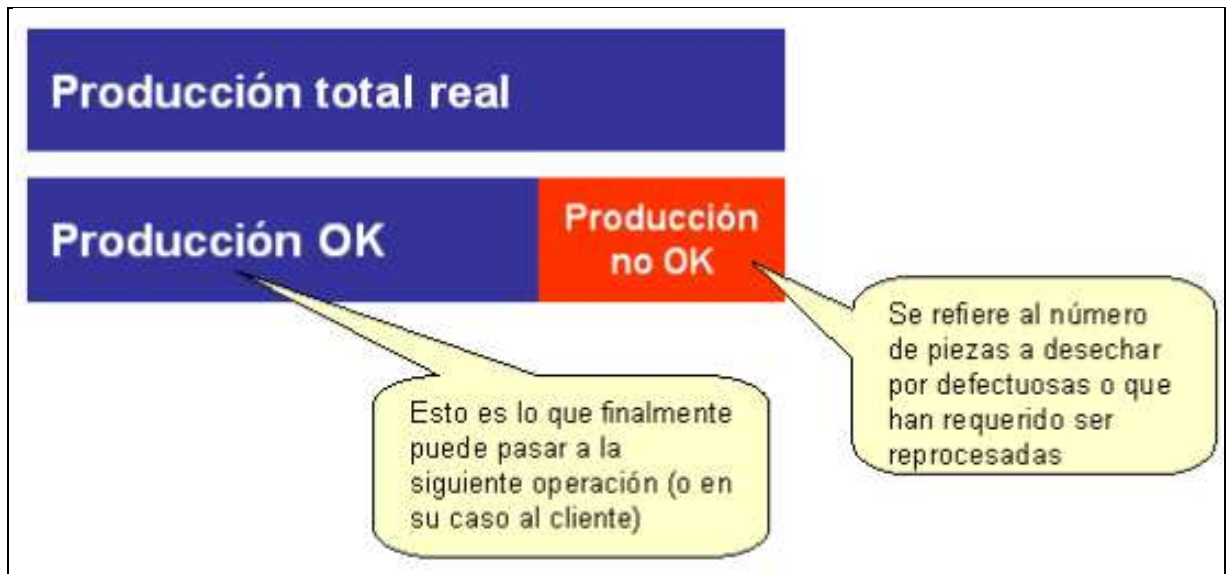 Producción total real
Producción OK
Producción
no OK
Se refiere al número
de piezas a desechar
por defectuosas o que
han requerido ser
reprocesadas
Esto es lo que finalmente
puede pasar a la
siguiente operación (o en
su caso al cliente)